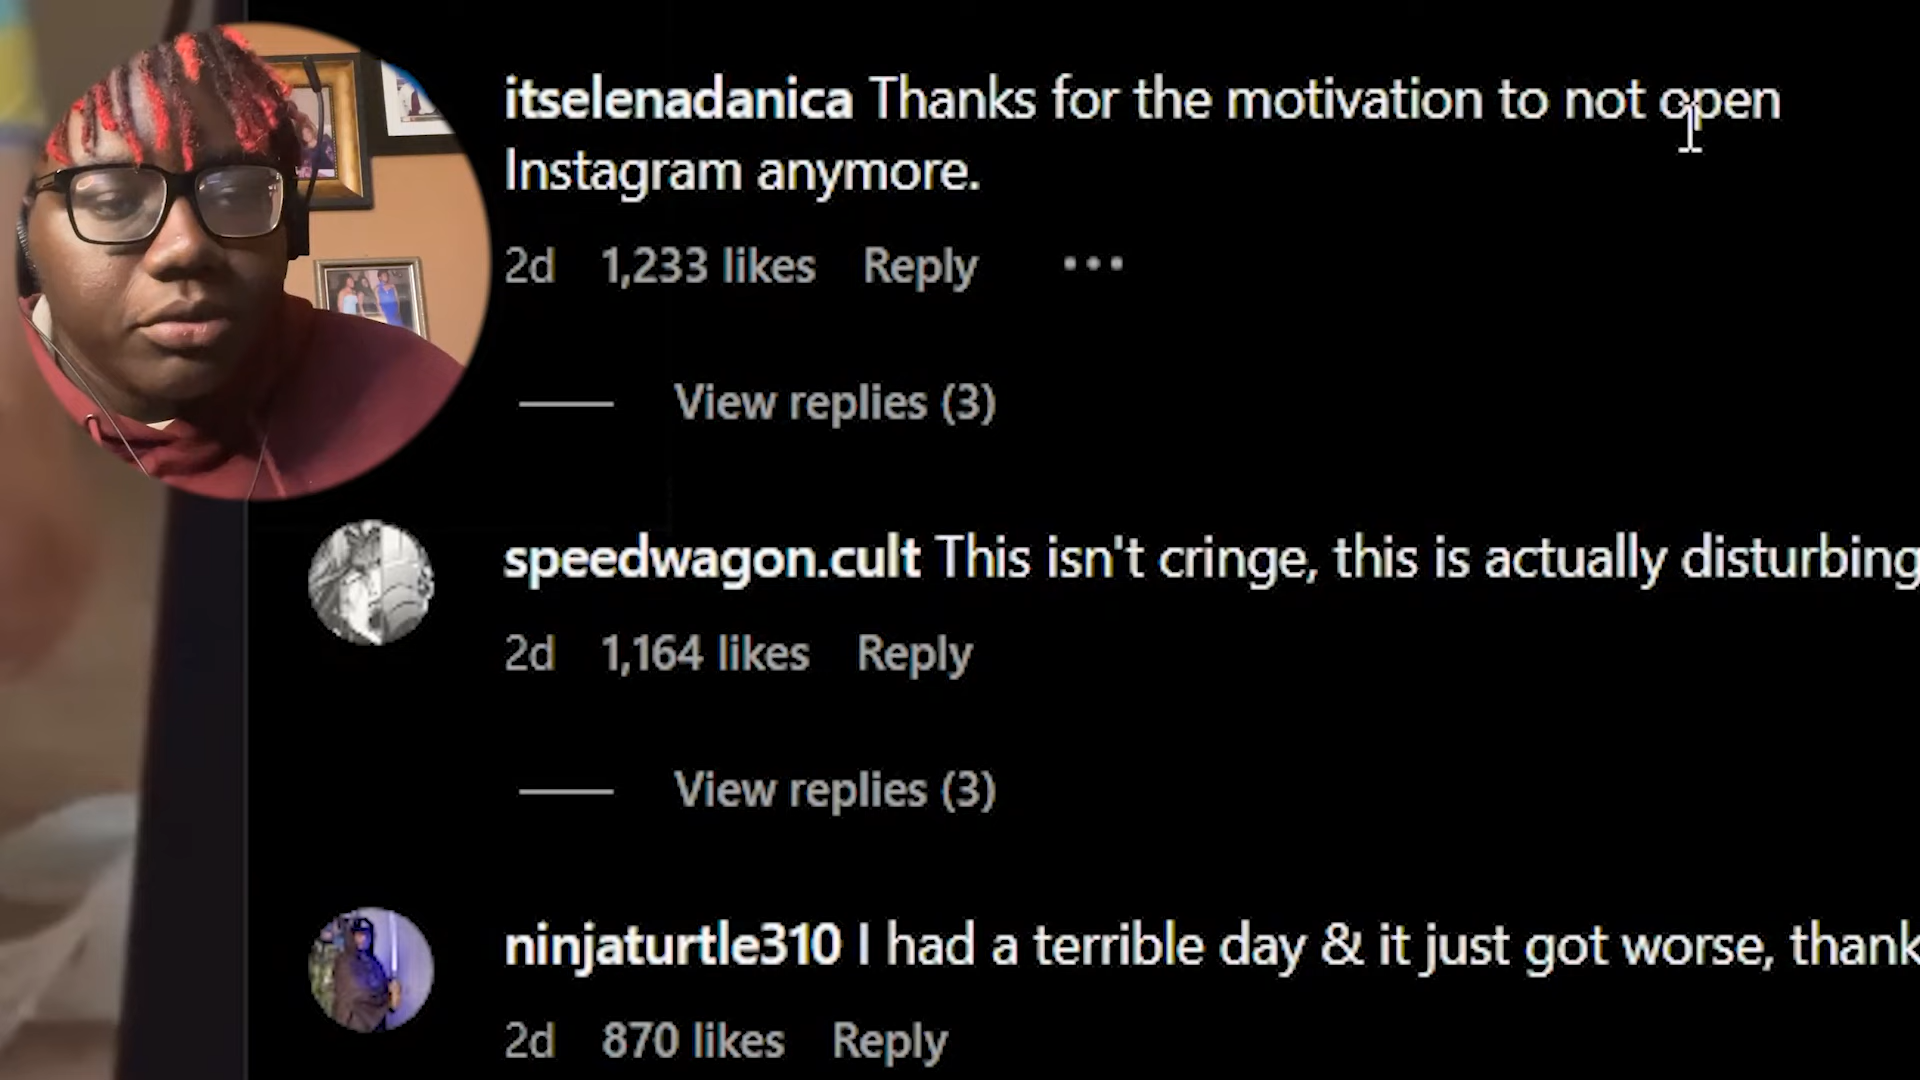 itselenadanica Thanks for the motivation to not open
Instagram anymore.
2d 1,233 likes Reply •••
View replies (3)
speedwagon.cult This isn't cringe, this is actually disturbing
2d 1,164 likes Reply
View replies (3)
ninjaturtle310 I had a terrible day & it just got worse, thank
2d 870 likes Reply